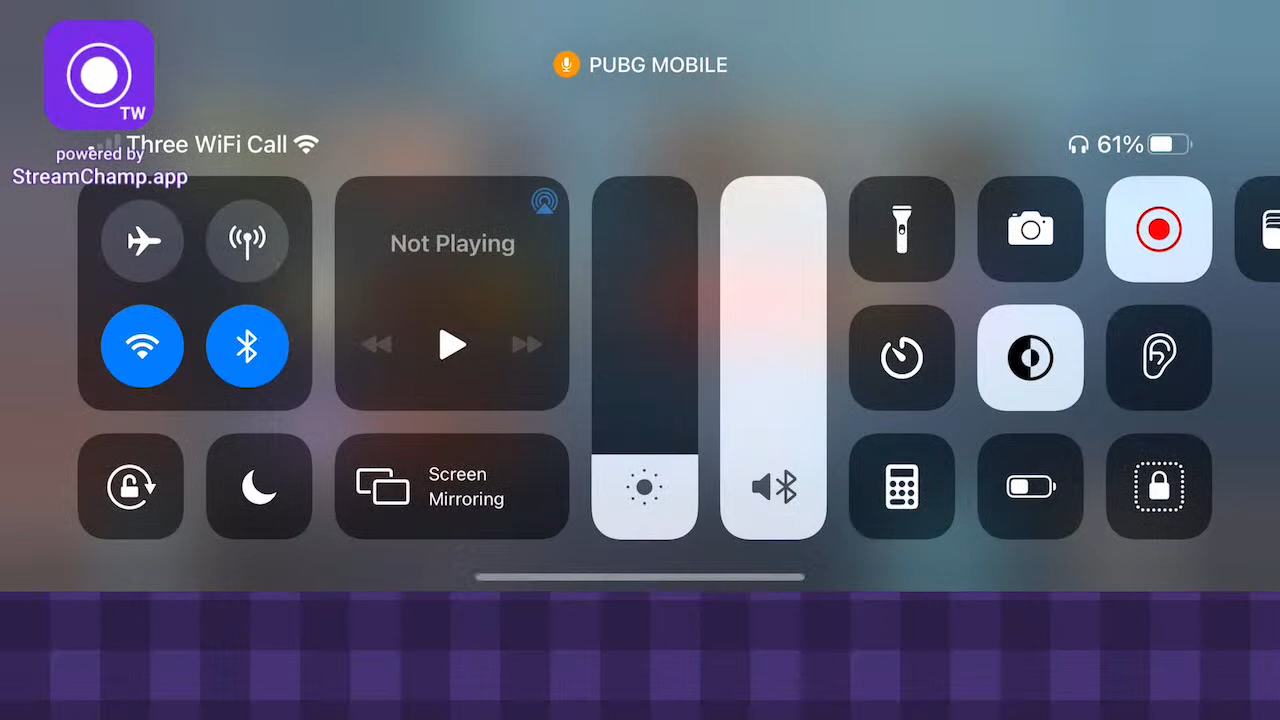 PUBG MOBILE
TW
Three WiFi Call
61%
powered by
StreamChamp.app
Not Playing
Screen
Mirroring